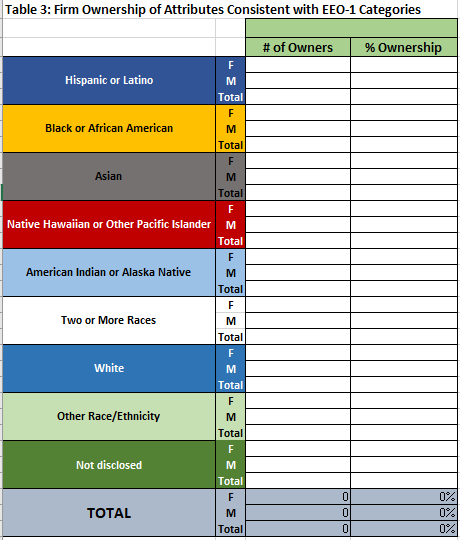 Table 3: Firm Ownership of Attributes Consistent with EEO-1 Categories
# of Owners % Ownership
F
Hispanic or Latino M
Total
F
Black or African American M
Total
F
Asian M
Total
F
Native Hawaiian or Other Pacific Islander M
Total
F
American Indian or Alaska Native M
Total
F
Two or More Races M
Total
F
White M
Total
F
Other Race/Ethnicity M
Total
F
Not disclosed M
Total
F 0 0%
TOTAL M 0 0%
Total 0 0%